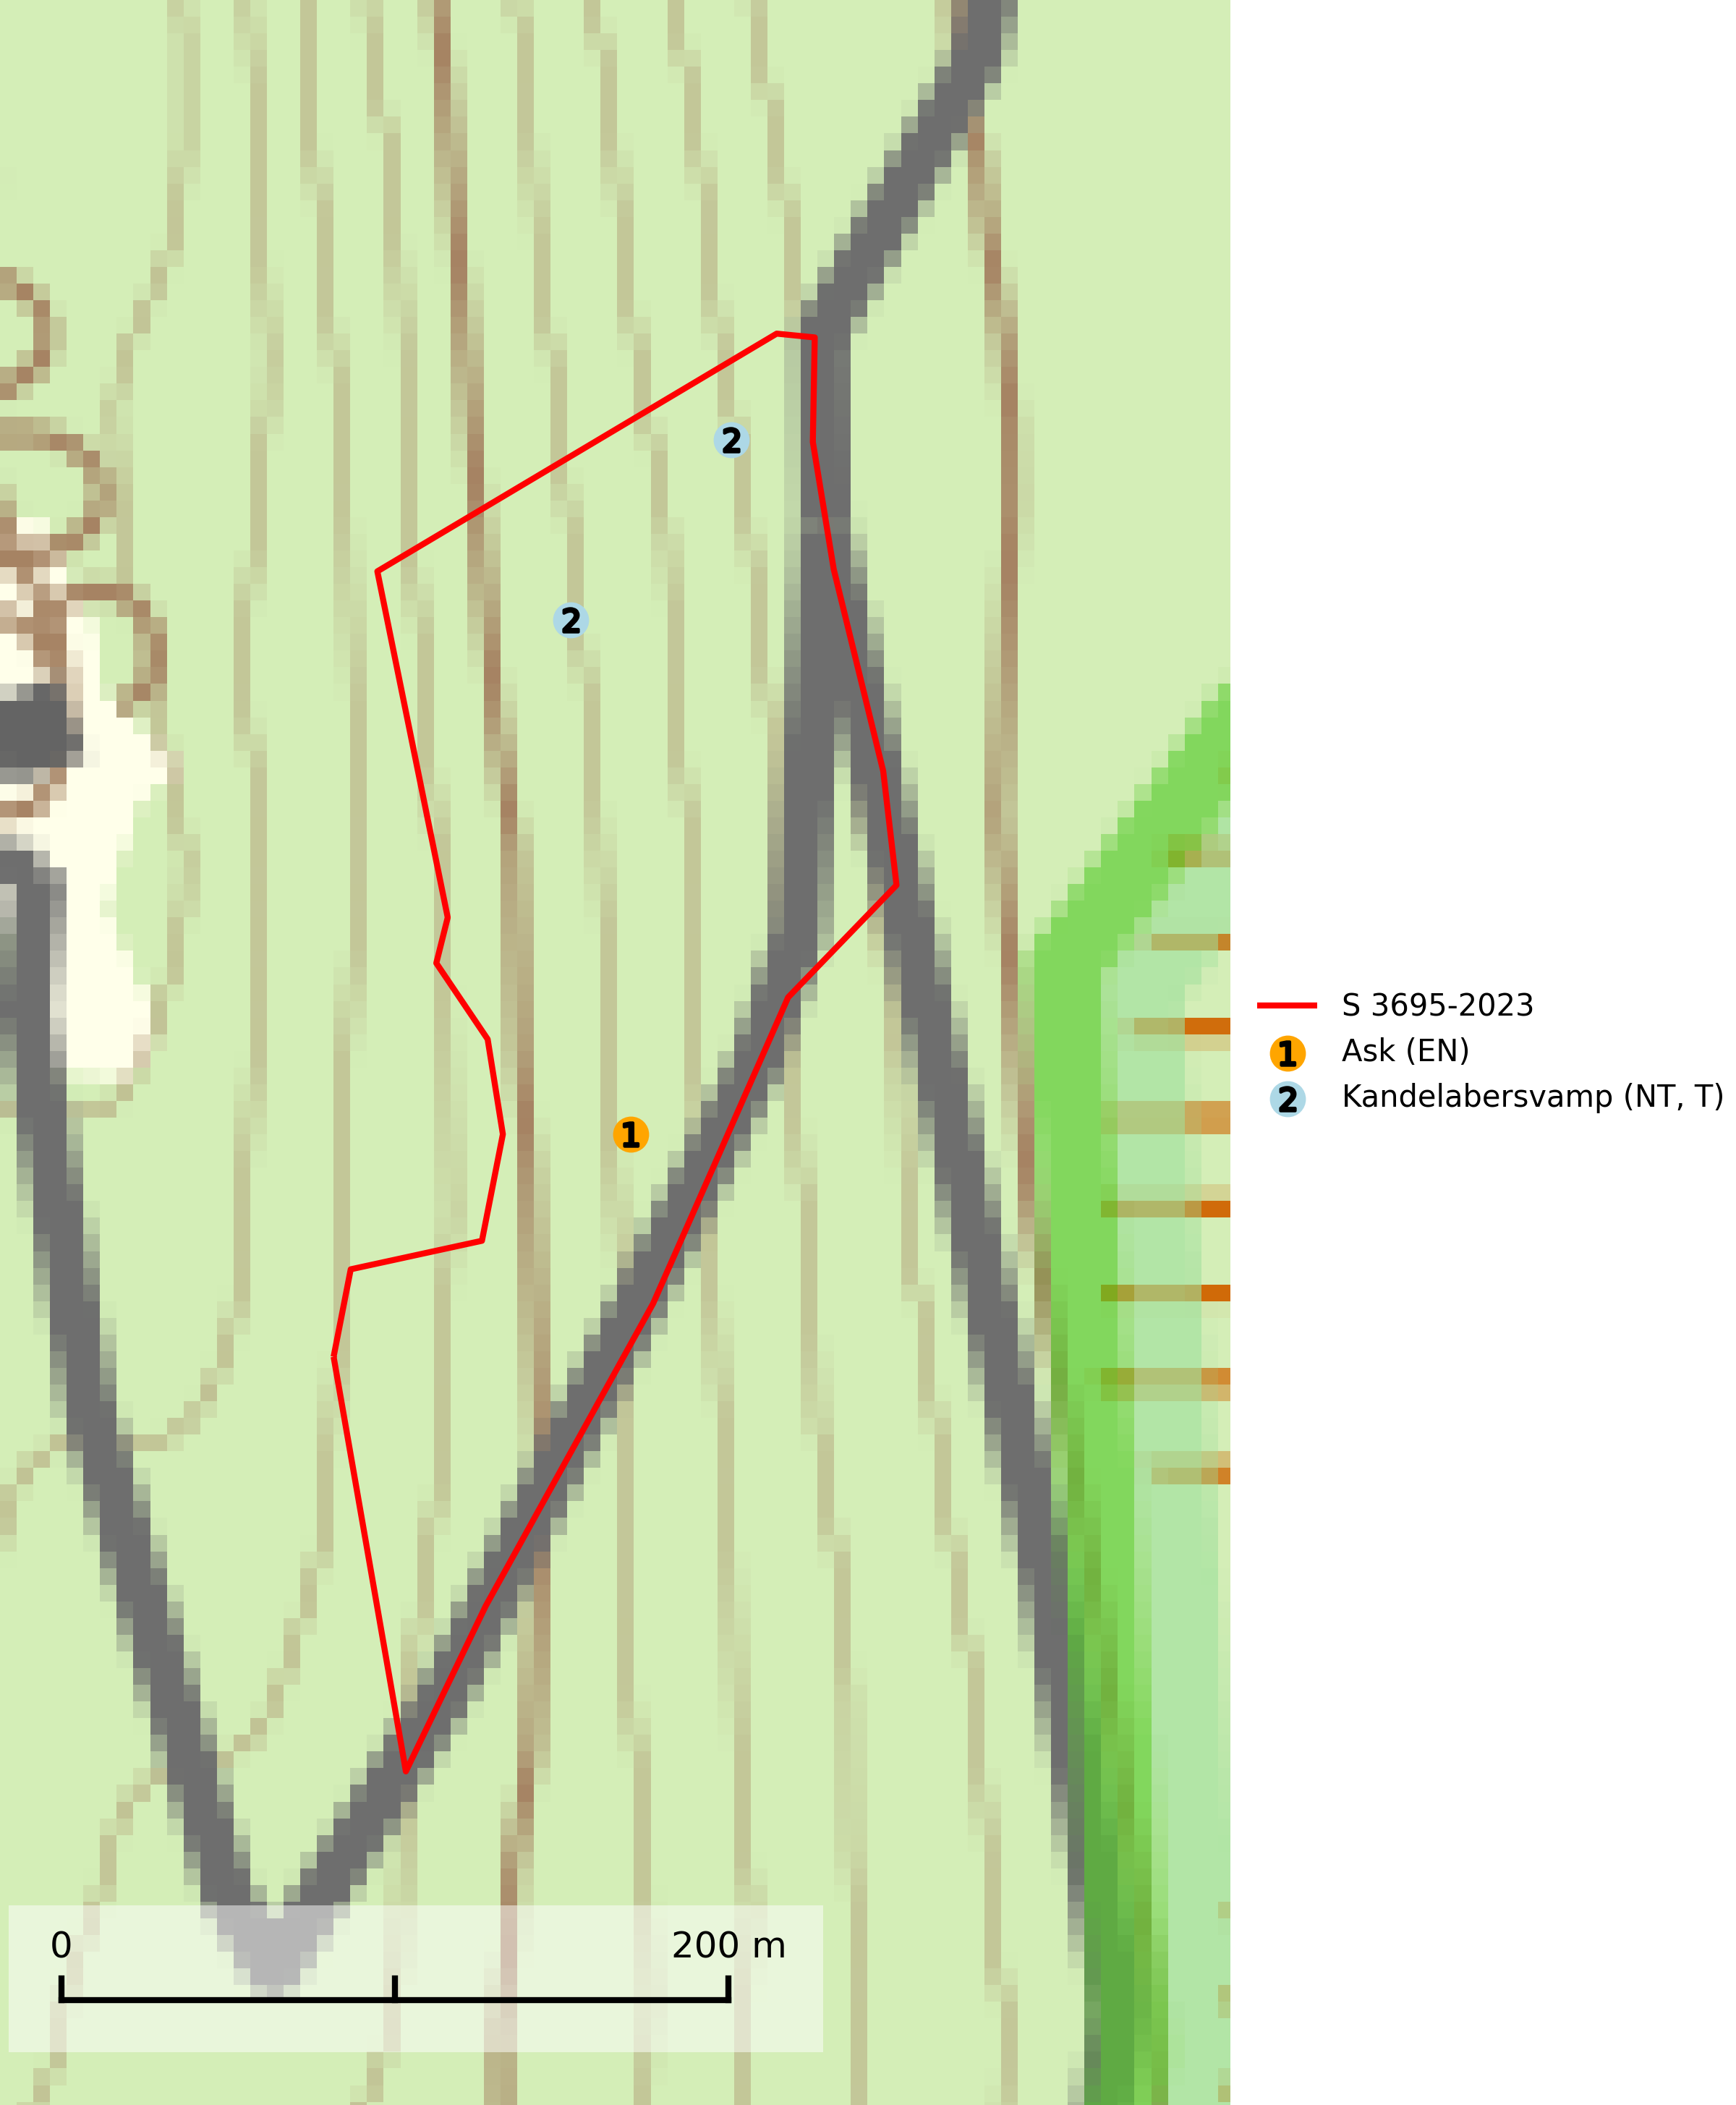 2
2
1
S 3695-2023
1 Ask (EN)
2 Kandelabersvamp (NT, T)
0 200 m